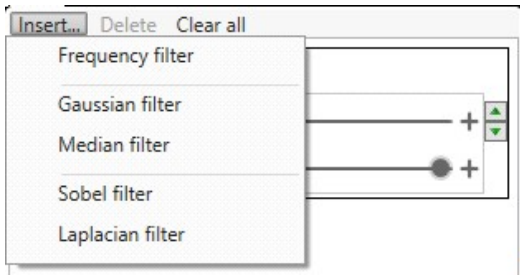 Insert... Delete Clear all
Frequency filter
Gaussian filter
Median filter
Sobel filter
Laplacian filter